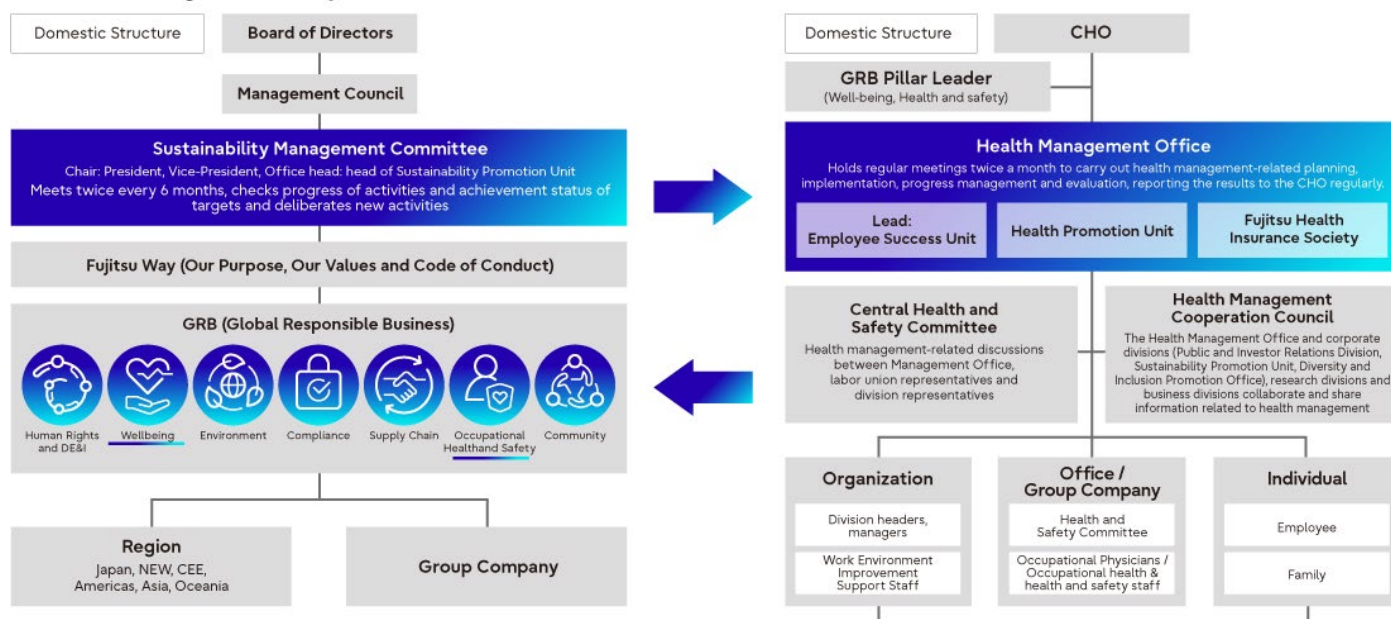 Domestic Structure
Board of Directors
Management Council
Sustainability Management Committee
Chair: President, Vice-President, Office head: head of Sustainability Promotion Unit
Meets twice every 6 months, checks progress of activities and achievement status of
targets and deliberates new activities
Fujitsu Way (Our Purpose, Our Values and Code of Conduct)
GRB (Global Responsible Business)
Human Rights
and DE&I
Wellbeing
Environment
Compliance
Supply Chain
Occupational
Healthand Safety
Community
Region
Japan, NEW, CEE,
Americas, Asia, Oceania
Group Company
Domestic Structure
CHO
GRB Pillar Leader
(Well-being, Health and safety)
Health Management Office
Holds regular meetings twice a month to carry out health management-related planning,
implementation, progress management and evaluation, reporting the results to the CHO regularly.
Lead:
Employee Success Unit
Health Promotion Unit
Fujitsu Health
Insurance Society
Central Health and
Safety Committee
Health management-related discussions
between Management Office,
labor union representatives and
division representatives
Health Management
Cooperation Council
The Health Management Office and corporate
divisions (Public and Investor Relations Division,
Sustainability Promotion Unit, Diversity and
Inclusion Promotion Office), research divisions and
business divisions collaborate and share
information related to health management
Organization
Division headers,
managers
Work Environment
Improvement
Support Staff
Office /
Group Company
Health and
Safety Committee
Occupational Physicians /
Occupational health &
health and safety staff
Individual
Employee
Family